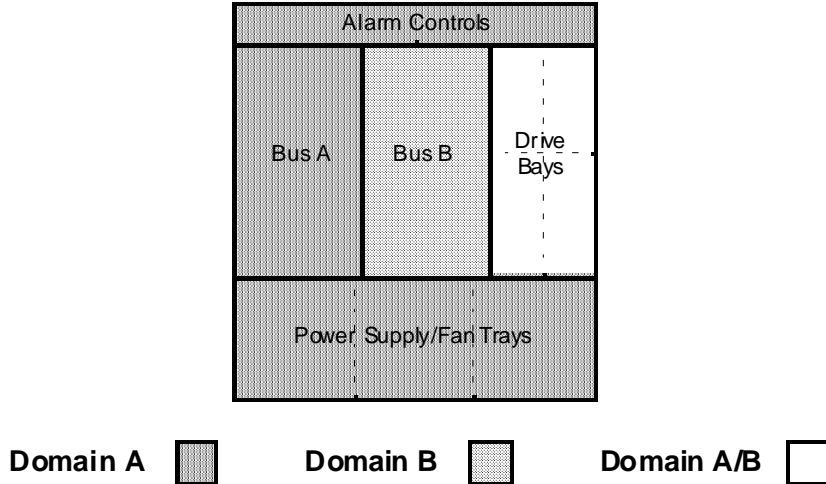 Alarm Controls
Bus A
Bus B
Drive
Bays
Power Supply/Fan Trays
Domain A
Domain B
Domain A/B